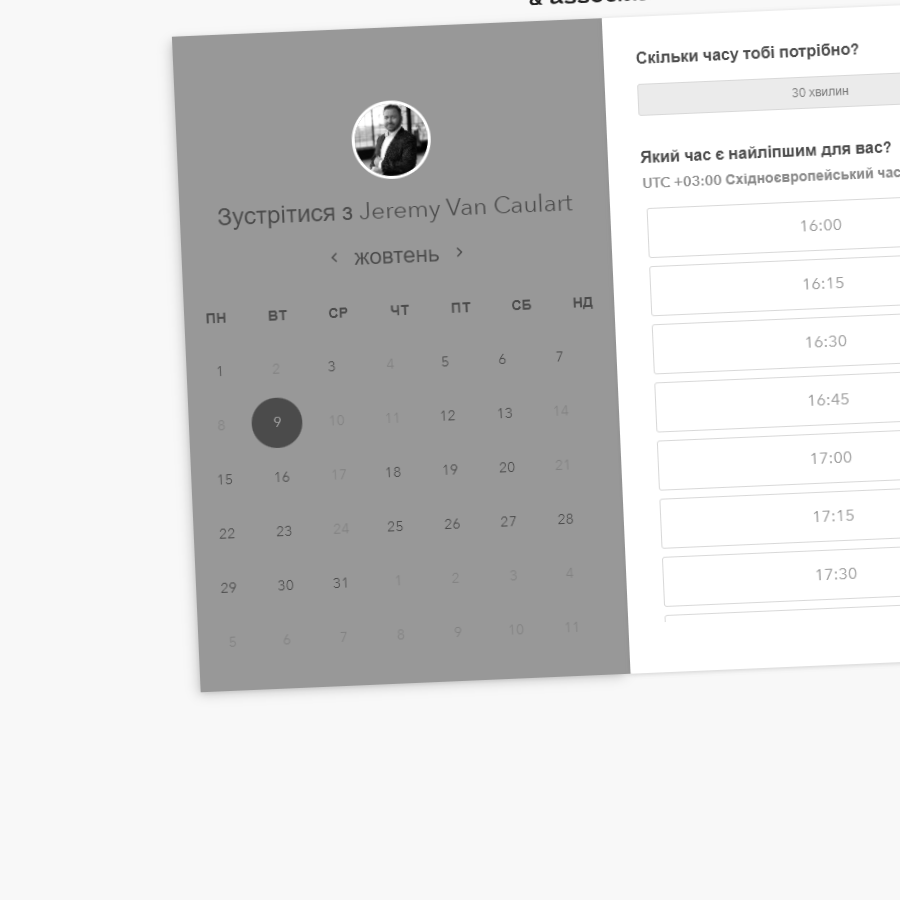 Зустрітися з Jeremy Van Caulart
‹ жовтень ›
ПН ВТ СР ЧТ ПТ СБ НД
1 2 3 4 5 6 7
8 9 10 11 12 13 14
15 16 17 18 19 20 21
22 23 24 25 26 27 28
29 30 31 1 2 3 4
5 6 7 8 9 10 11
Скільки часу тобі потрібно?
30 хвилин
Який час є найліпшим для вас?
UTC +03:00 Східноєвропейський
16:00
16:15
16:30
16:45
17:00
17:15
17:30